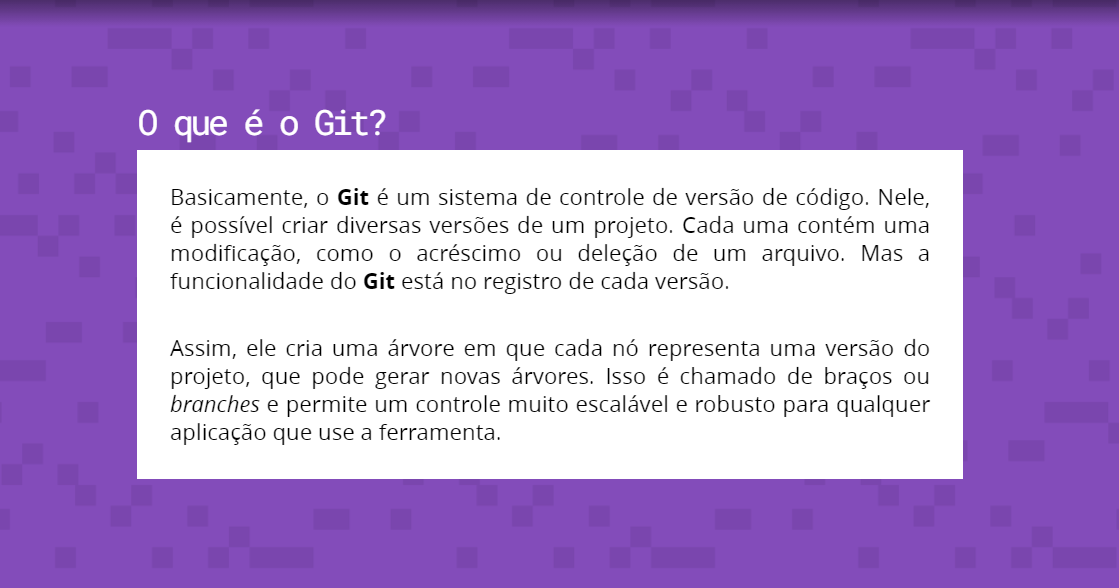 O que é o Git?
Basicamente, o Git é um sistema de controle de versão de código. Nele,
é possível criar diversas versões de um projeto. Cada uma contém uma
modificação, como o acréscimo ou deleção de um arquivo. Mas a
funcionalidade do Git está no registro de cada versão.
Assim, ele cria uma árvore em que cada nó representa uma versão do
projeto, que pode gerar novas árvores. Isso é chamado de braços ou
branches e permite um controle muito escalável e robusto para qualquer
aplicação que use a ferramenta.